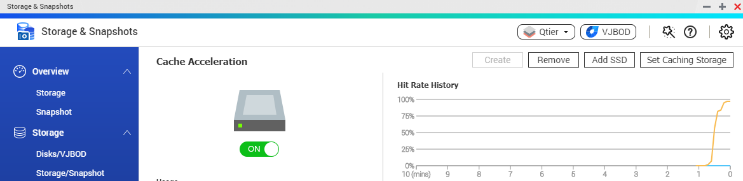 Storage & Snapshots
Storage & Snapshots
Qtier
VJBOD
Overview
Storage
Snapshot
Storage
Disks/VJBOD
Storage/Snapshot
Cache Acceleration
Create
Remove
Add SSD
Set Caching Storage
ON
Hit Rate History
100%
75%
50%
25%
0%
10 (mins) 9 8 7 6 5 4 3 2 1 0